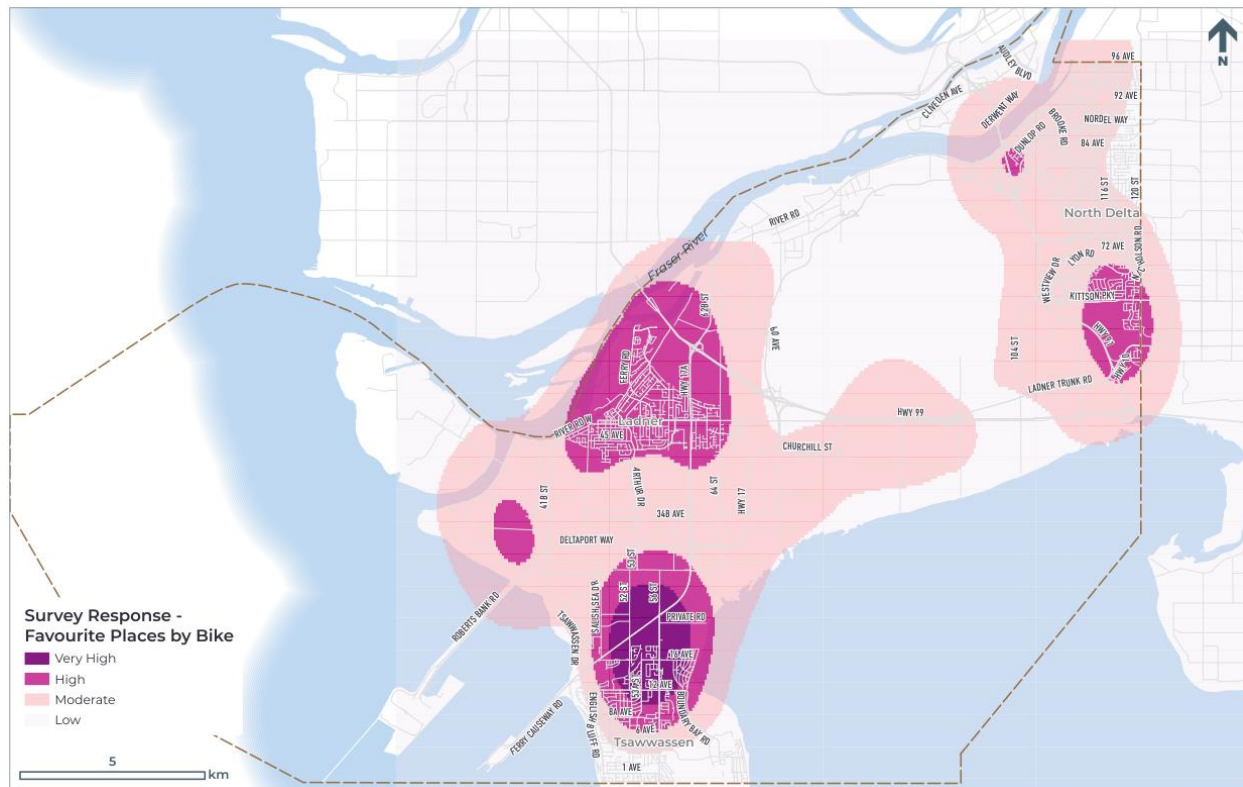 N
96 AVE
AUDLEY BLVD
92 AVE
CLIVEDEN AVE
DERWENT WAY
BROOKE RD
NORDEL WAY
DUNLOP RD
84 AVE
116 ST
120 ST
RIVER RD
North Delta
Fraser River
72 AVE
LYON RD
WESTVIEW DR
KITTSON PKY
62B ST
60 AVE
104 ST
FERRY RD
HWY 17A
LADNER TRUNK RD
HWY 99
RIVER RD W
Ladner
45 AVE
CHURCHILL ST
ARTHUR DR
41B ST
64 ST
HWY 17
34B AVE
DELTAPORT WAY
53 ST
52 ST
56 ST
SALISH SEA DR
ROBERTS BANK RD
TSAWWASSEN DR
PRIVATE RD
16 AVE
12 AVE
53A ST
8A AVE
BOUNDARY BAY RD
ENGLISH BLUFF RD
FERRY CAUSEWAY RD
6 AVE
Tsawwassen
1 AVE
Survey Response -
Favourite Places by Bike
Very High
High
Moderate
Low
5
km